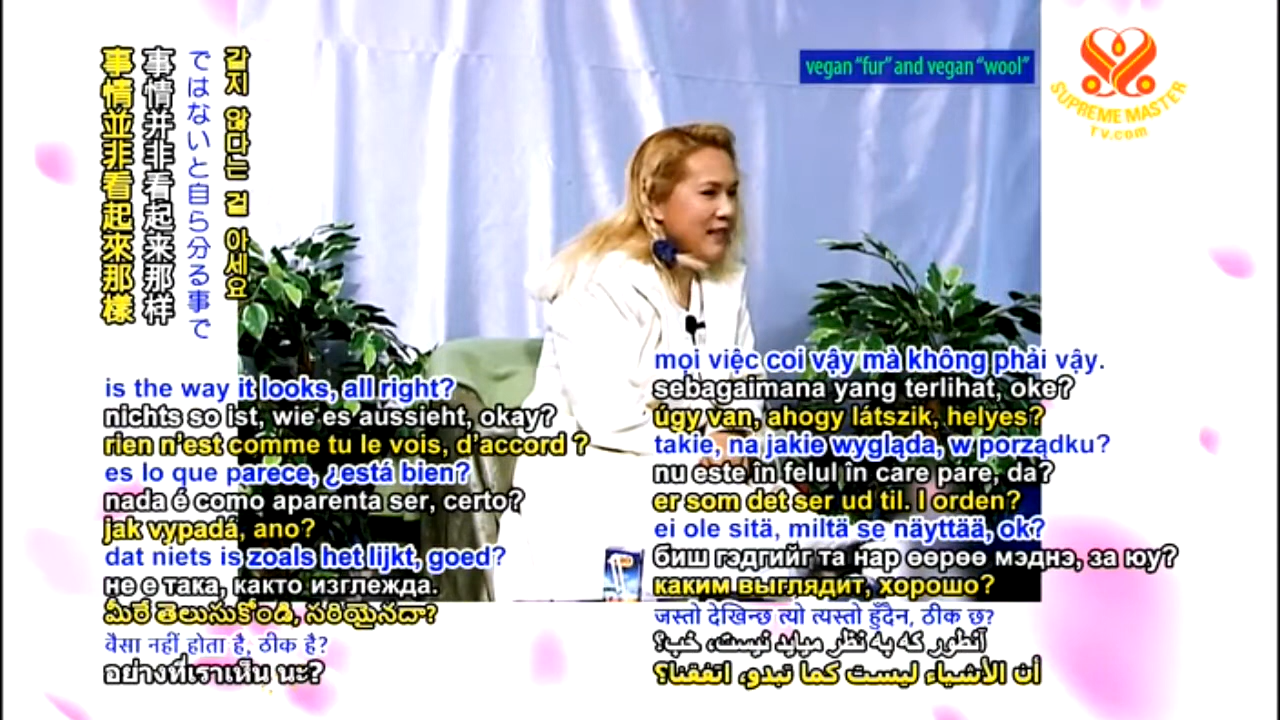 vegan “fur” and vegan “wool”
SUPREME MASTER
TV.com
갈지 않다는 걸 아세요
ではないと自ら分る事で
事情并非看起来那样
事情並非看起來那樣
is the way it looks, all right?
nichts so ist, wie es aussieht, okay?
rien n’est comme tu le vois, d’accord ?
es lo que parece, ¿está bien?
nada é como aparenta ser, certo?
jak vypadá, ano?
dat niets is zoals het lijkt, goed?
не е така, както изглежда.
మీరే తెలుసుకోండి, సరియైనదా?
वैसा नहीं होता है, ठीक है?
อย่างที่เราเห็น นะ?
mọi việc coi vậy mà không phải vậy.
sebagaimana yang terlihat, oke?
úgy van, ahogy látszik, helyes?
takie, na jakie wygląda, w porządku?
nu este în felul în care pare, da?
er som det ser ud til. I orden?
ei ole sitä, miltä se näyttää, ok?
биш гэдгийг та нар өөрөө мэднэ, за юу?
каким выглядит, хорошо?
जस्तो देखिन्छ त्यो त्यस्तो हुँदैन, ठीक छ?
آنطور که به نظر میاید نیست، خب؟
أن الأشياء ليست كما تبدو، اتفقنا؟